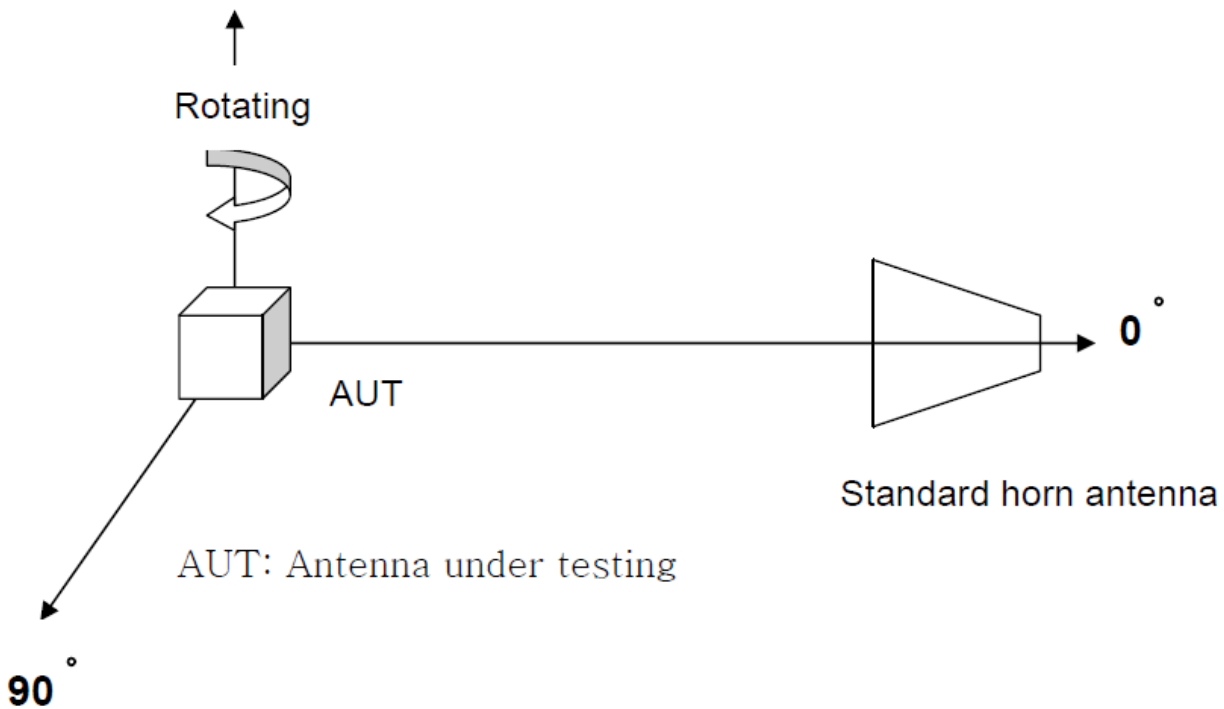 Rotating
0°
AUT
Standard horn antenna
AUT: Antenna under testing
90°